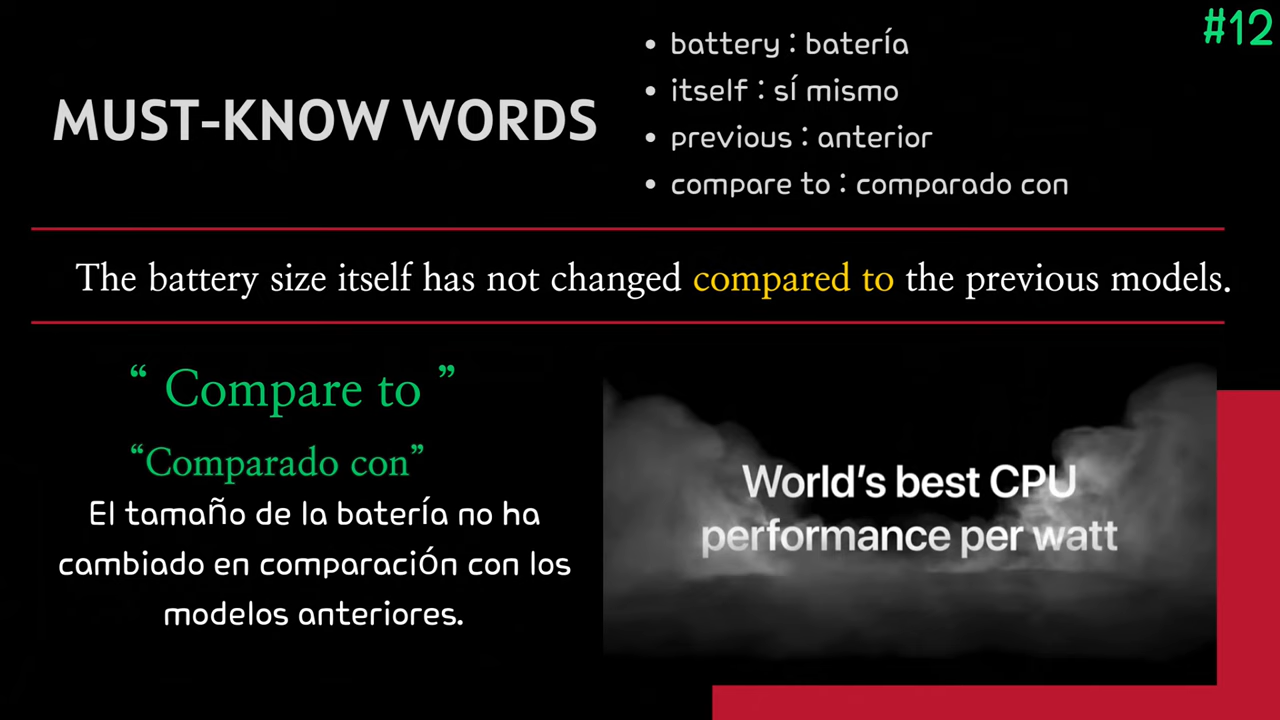 #12
MUST-KNOW WORDS
• battery : batería
• itself : sí mismo
• previous : anterior
• compare to : comparado con
The battery size itself has not changed compared to the previous models.
“ Compare to ”
“Comparado con”
El tamaño de la batería no ha
cambiado en comparación con los
modelos anteriores.
World's best CPU
performance per watt